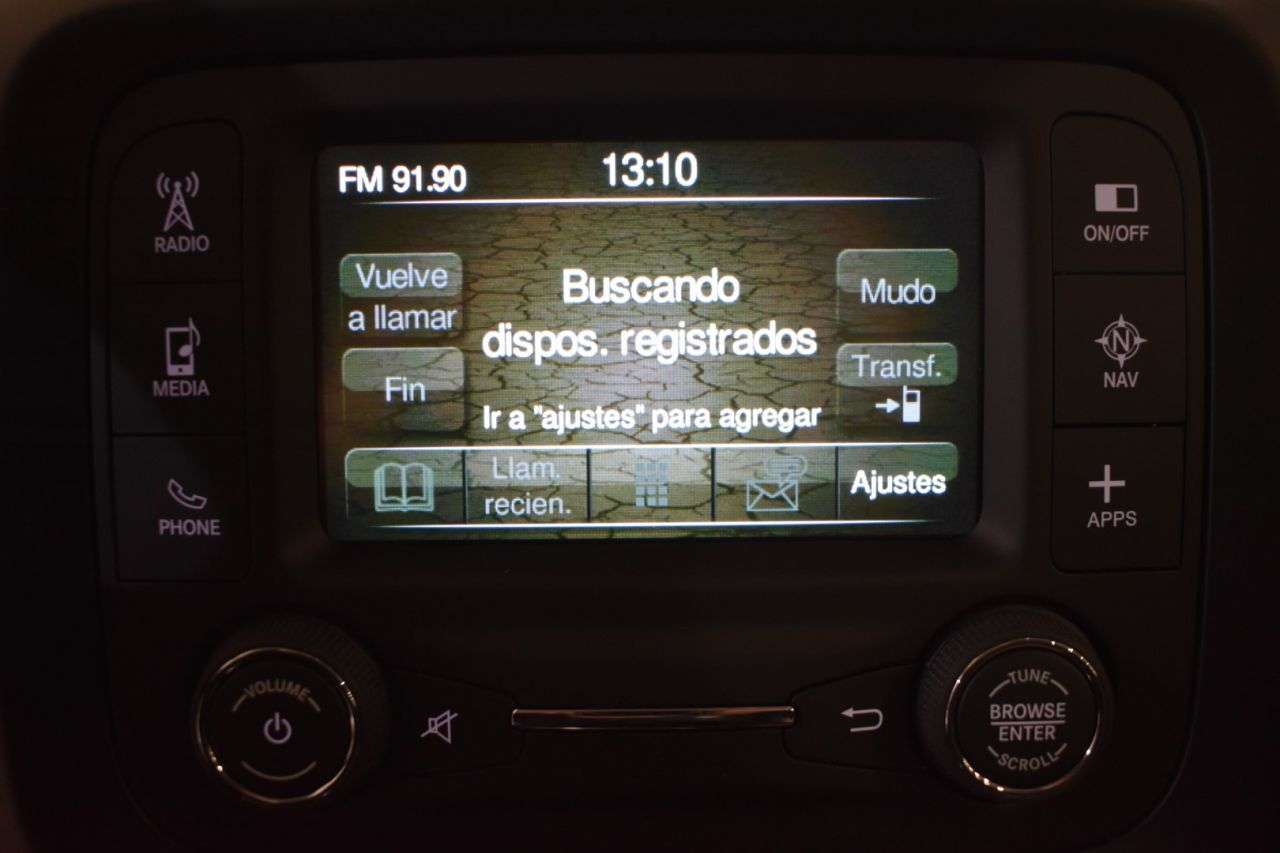 FM 91.90
13:10
RADIO
ON/OFF
Vuelve
a llamar
Buscando
dispos. registrados
Mudo
MEDIA
Fin
Transf.
N
NAV
Ir a "ajustes" para agregar
PHONE
Llam.
recien.
Ajustes
APPS
VOLUME
TUNE
BROWSE
ENTER
SCROLL